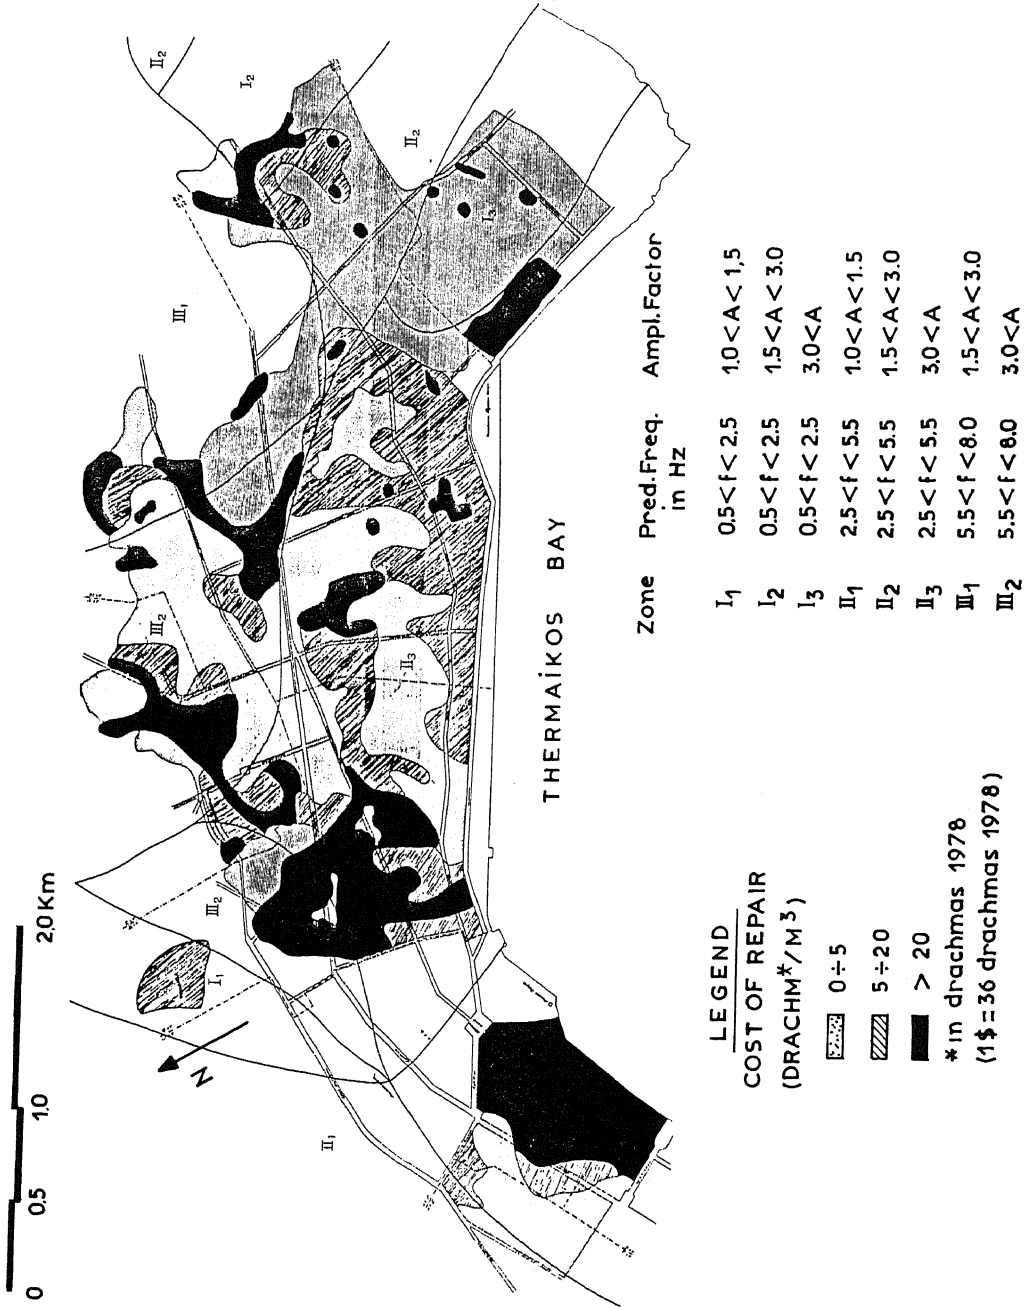 0 0.5 1.0 2,0 Km
N
II₁
I₁
III₂
II₃
III₂
III₁
I₃
II₂
I₂
II₂
THERMAÏKOS BAY
LEGEND
COST OF REPAIR
(DRACHM*/M³)
0÷5
5÷20
> 20
*in drachmas 1978
(1$=36 drachmas 1978)
Zone Pred.Freq. in Hz Ampl.Factor
I₁ 0.5<f<2.5 1.0<A<1,5
I₂ 0.5<f<2.5 1.5<A<3.0
I₃ 0.5<f<2.5 3.0<A
II₁ 2.5<f<5.5 1.0<A<1.5
II₂ 2.5<f<5.5 1.5<A<3.0
II₃ 2.5<f<5.5 3.0<A
III₁ 5.5<f<8.0 1.5<A<3.0
III₂ 5.5<f<8.0 3.0<A